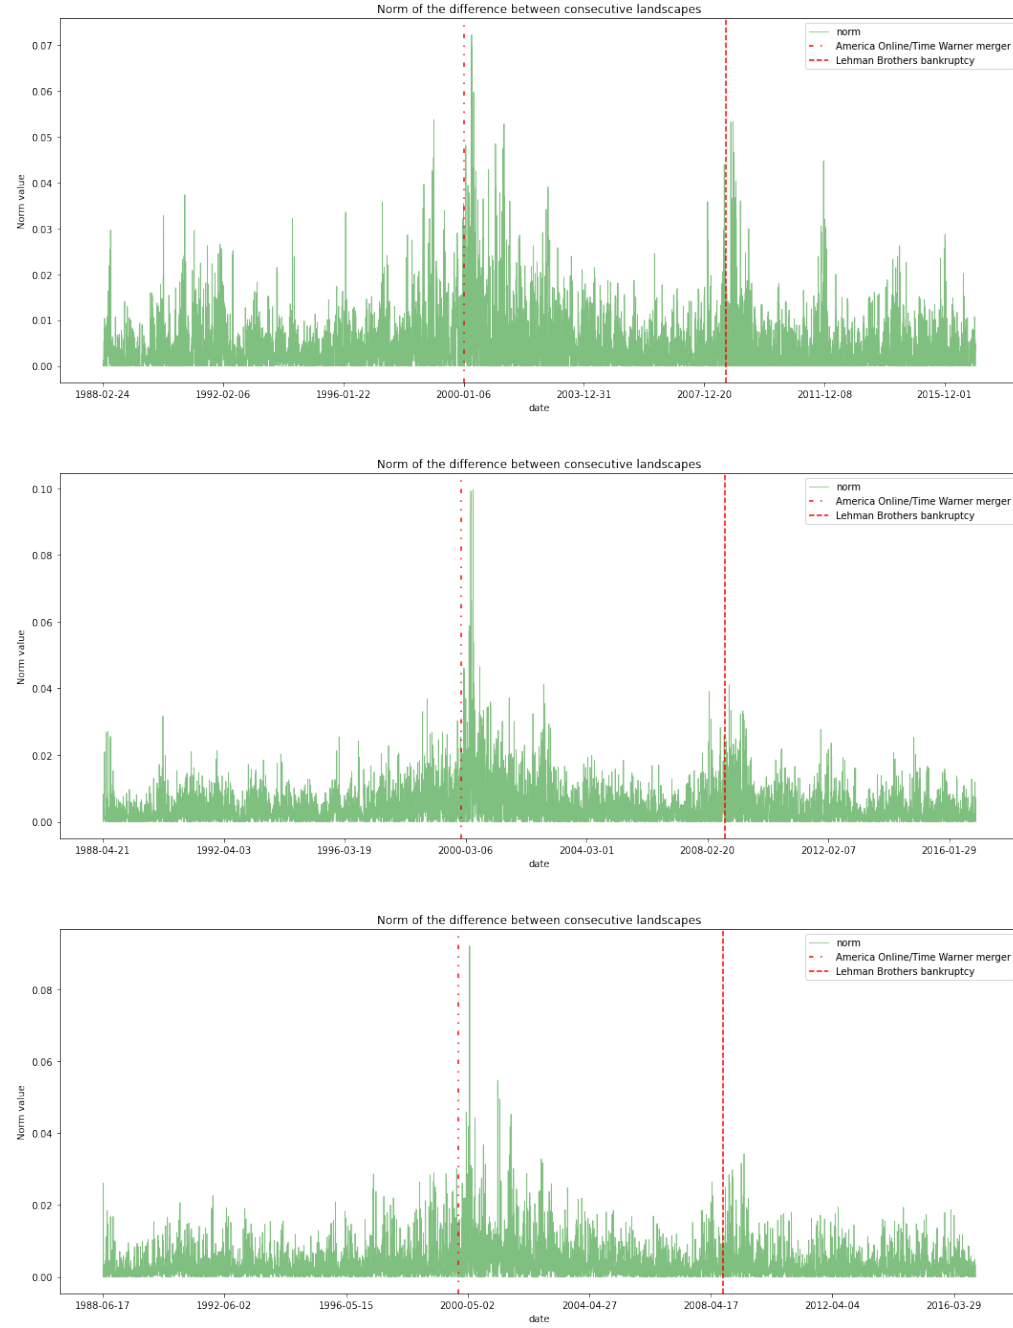 Norm of the difference between consecutive landscapes
norm
America Online/Time Warner merger
Lehman Brothers bankruptcy
0.07
0.06
0.05
0.04
0.03
0.02
0.01
0.00
Norm value
1988-02-24 1992-02-06 1996-01-22 2000-01-06 2003-12-31 2007-12-20 2011-12-08 2015-12-01
date
Norm of the difference between consecutive landscapes
norm
America Online/Time Warner merger
Lehman Brothers bankruptcy
0.10
0.08
0.06
0.04
0.02
0.00
Norm value
1988-04-21 1992-04-03 1996-03-19 2000-03-06 2004-03-01 2008-02-20 2012-02-07 2016-01-29
date
Norm of the difference between consecutive landscapes
norm
America Online/Time Warner merger
Lehman Brothers bankruptcy
0.08
0.06
0.04
0.02
0.00
Norm value
1988-06-17 1992-06-02 1996-05-15 2000-05-02 2004-04-27 2008-04-17 2012-04-04 2016-03-29
date